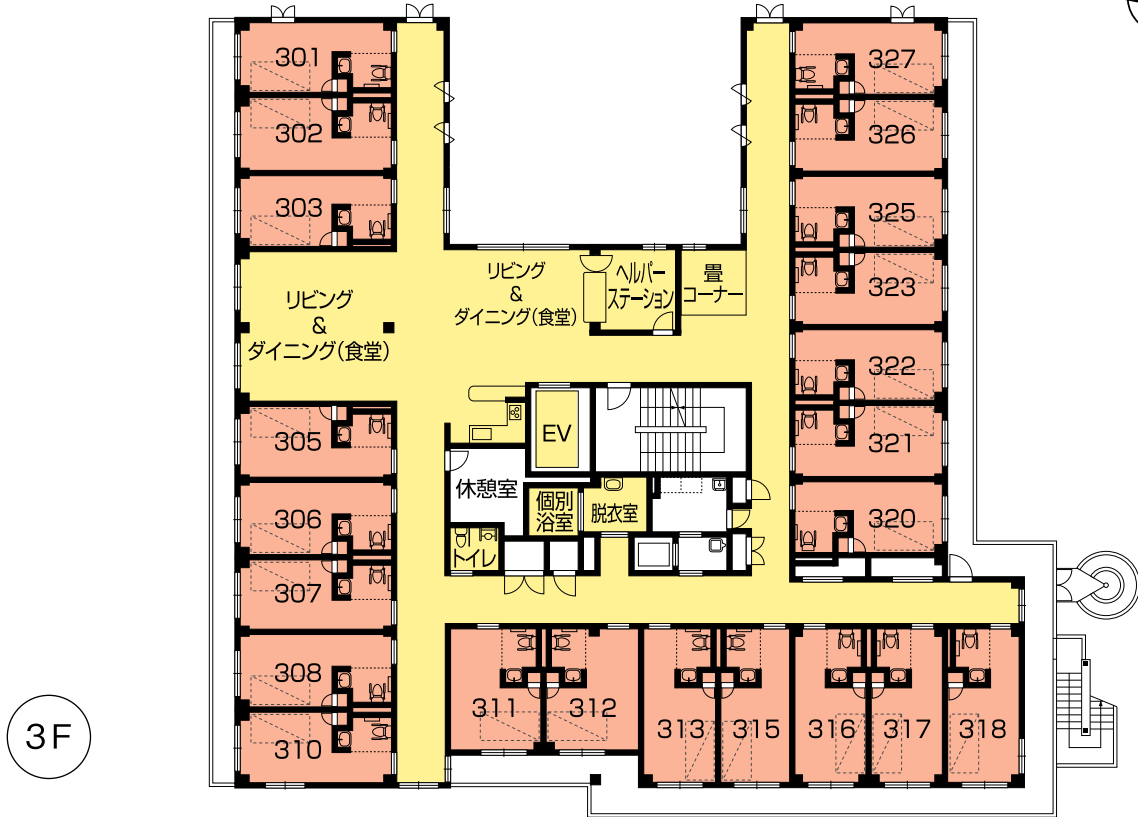 301
302
303
リビング
&
ダイニング(食堂)
リビング
&
ダイニング(食堂)
ヘルパー
ステーション
畳
コーナー
327
326
325
323
322
321
320
305
306
307
308
310
EV
休憩室
個別
浴室
脱衣室
トイレ
311
312
313
315
316
317
318
3F